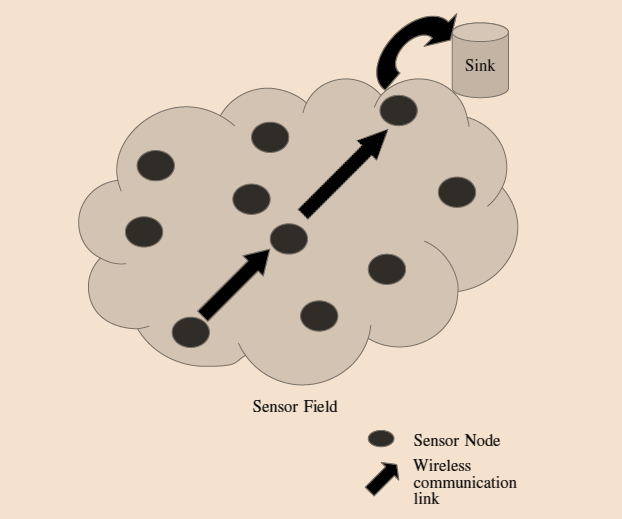 Sink
Sensor Field
Sensor Node
Wireless
communication
link